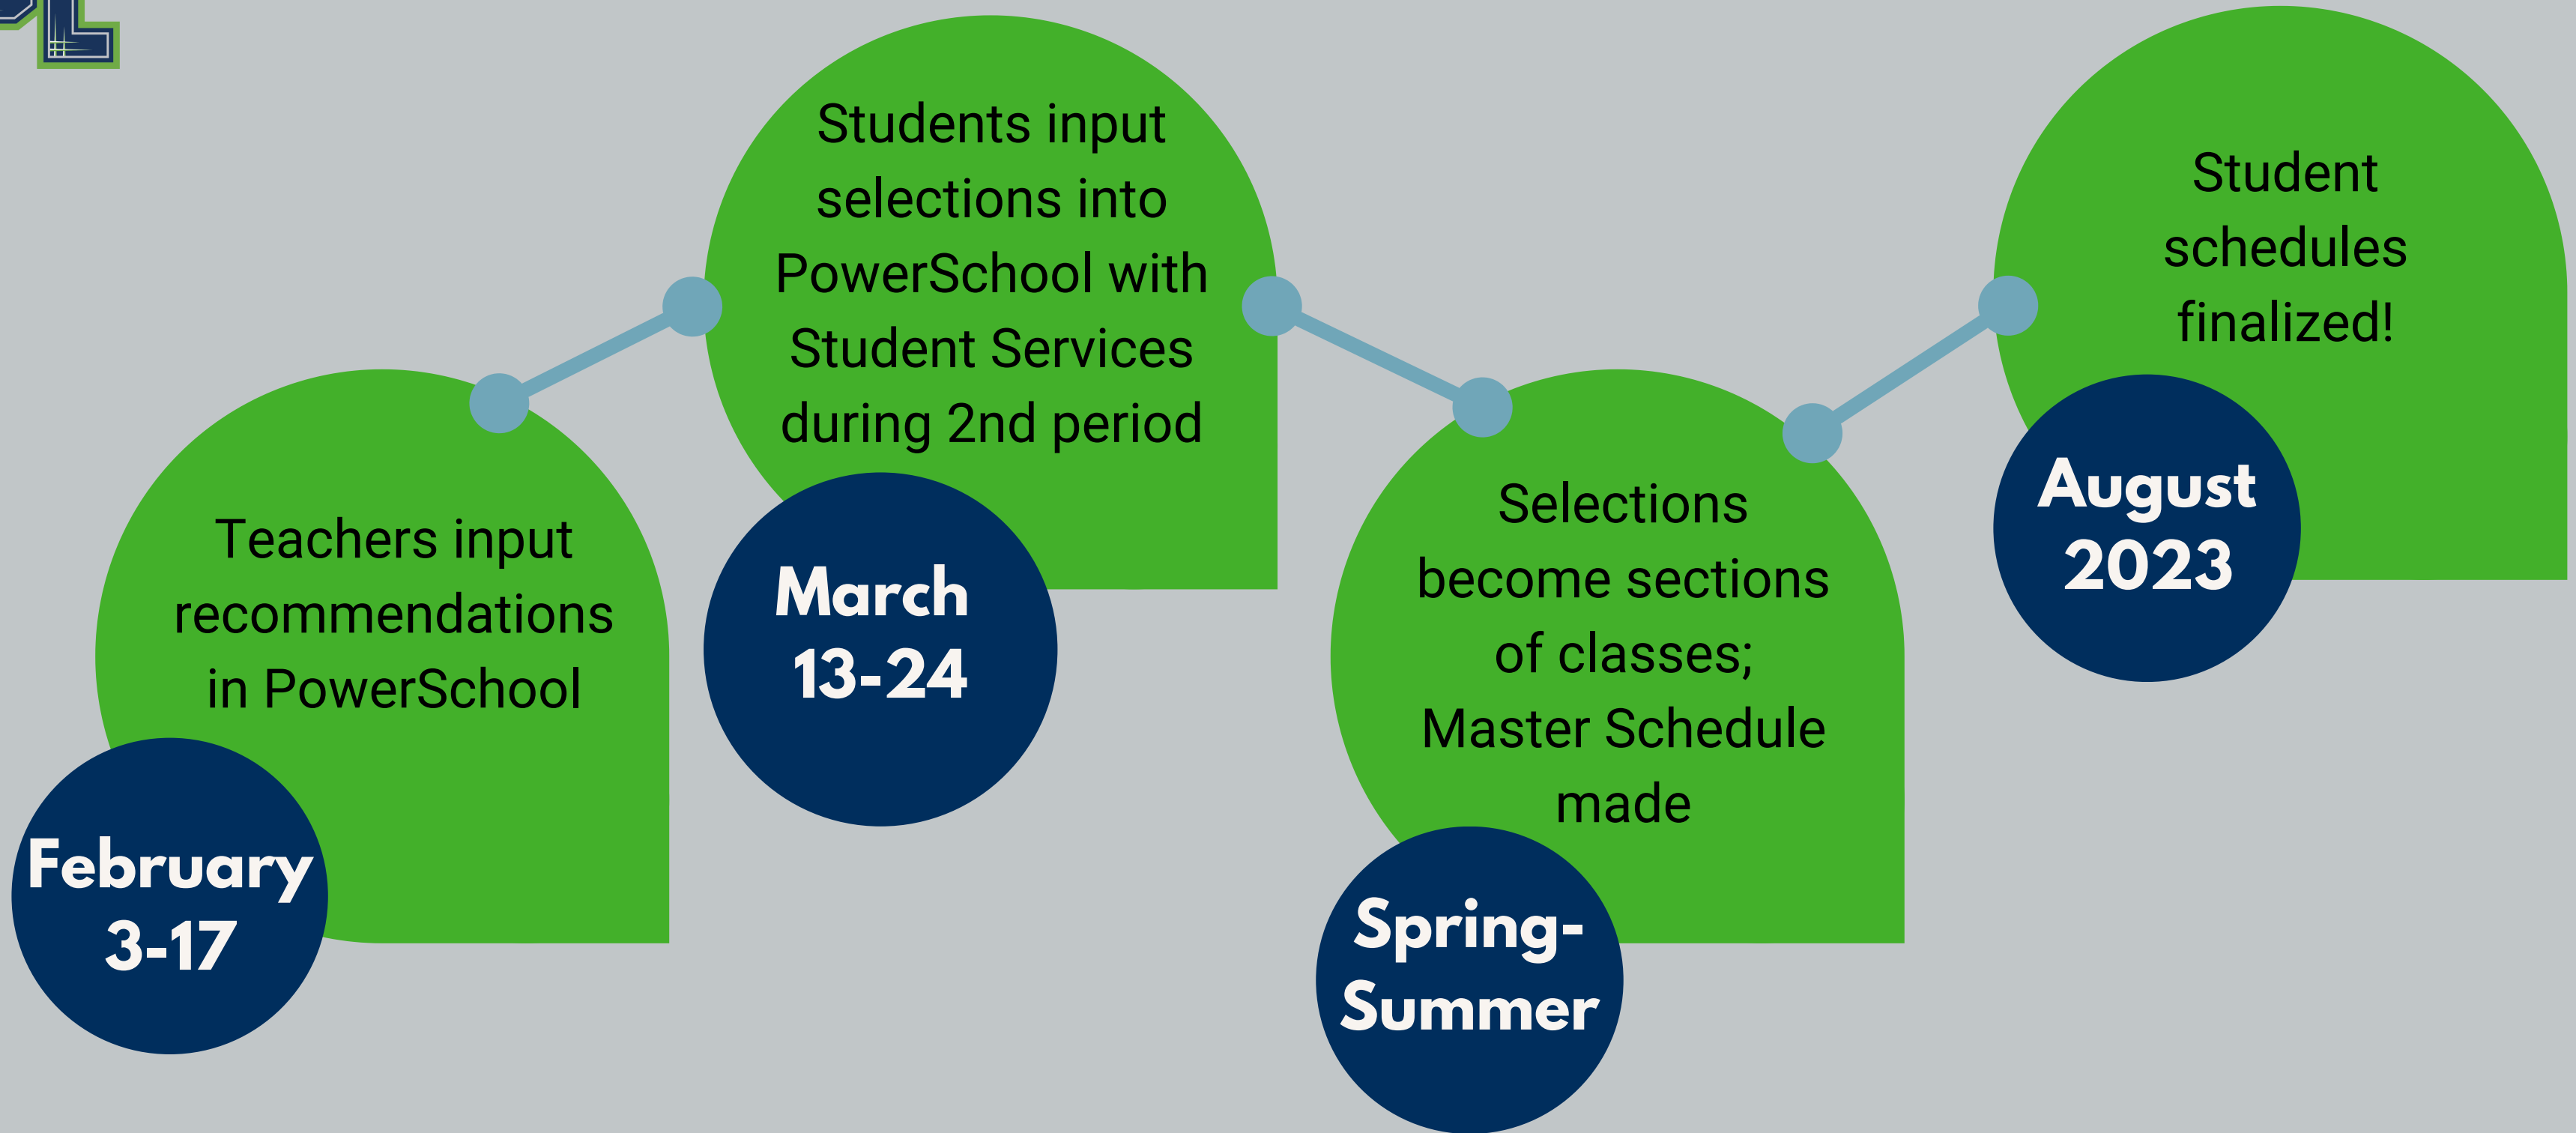 Teachers input
recommendations
in PowerSchool
February
3-17
Students input
selections into
PowerSchool with
Student Services
during 2nd period
March
13-24
Selections
become sections
of classes;
Master Schedule
made
Spring-
Summer
Student
schedules
finalized!
August
2023